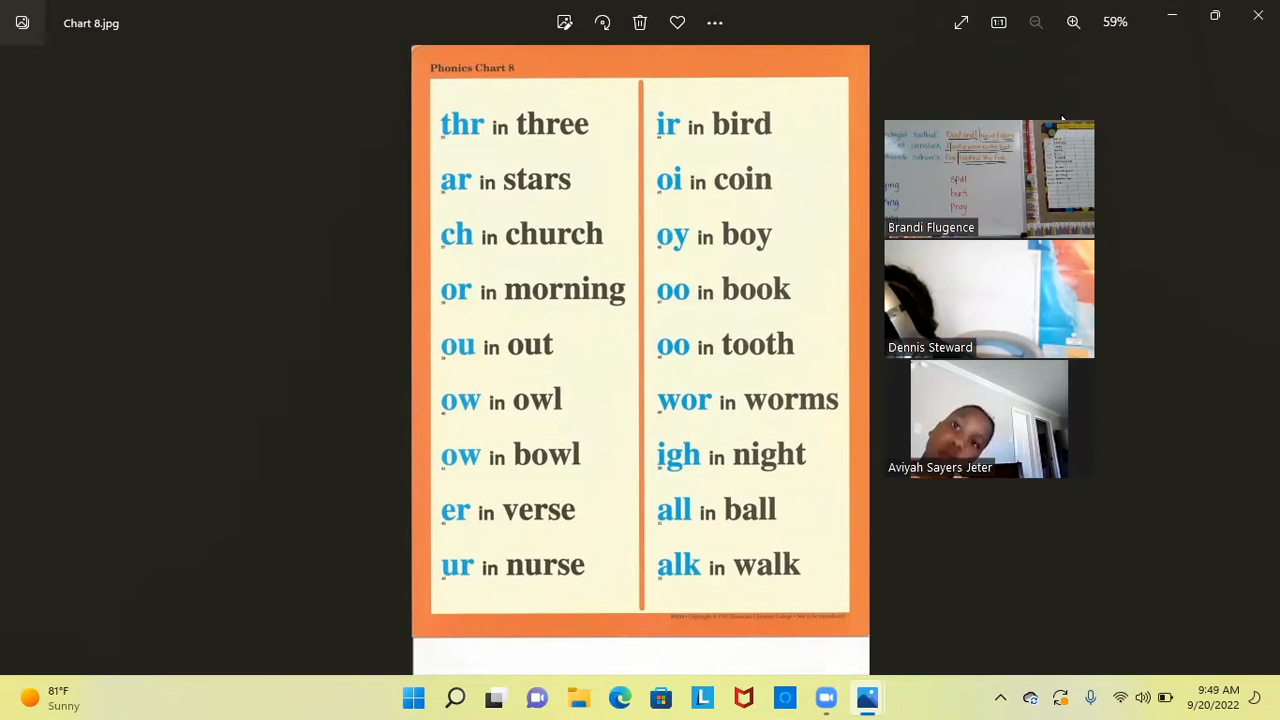 Chart 8.jpg
59%
Phonics Chart 8
thr in three
ar in stars
ch in church
or in morning
ou in out
ow in owl
ow in bowl
er in verse
ur in nurse
ir in bird
oi in coin
oy in boy
oo in book
oo in tooth
wor in worms
igh in night
all in ball
alk in walk
spill
bark
pray
Brandi Flugence
Dennis Steward
Aviyah Sayers Jeter
81°F
Sunny
9:49 AM
9/20/2022